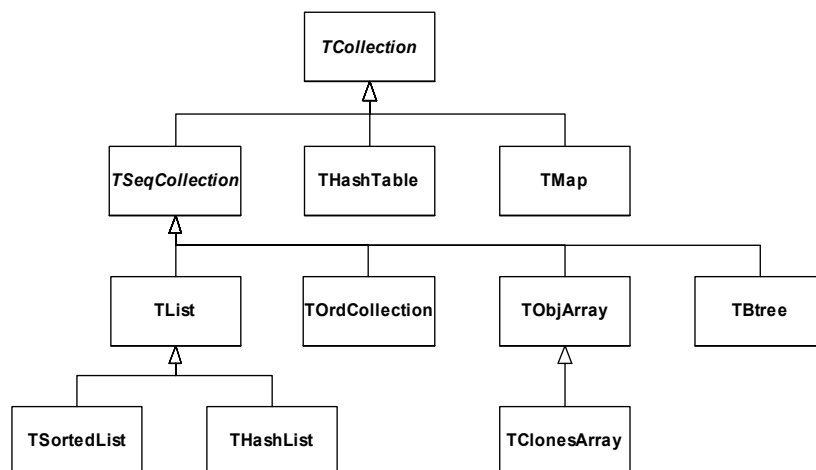 TCollection
TSeqCollection
THashTable
TMap
TList
TOrdCollection
TObjArray
TBtree
TSortedList
THashList
TClonesArray